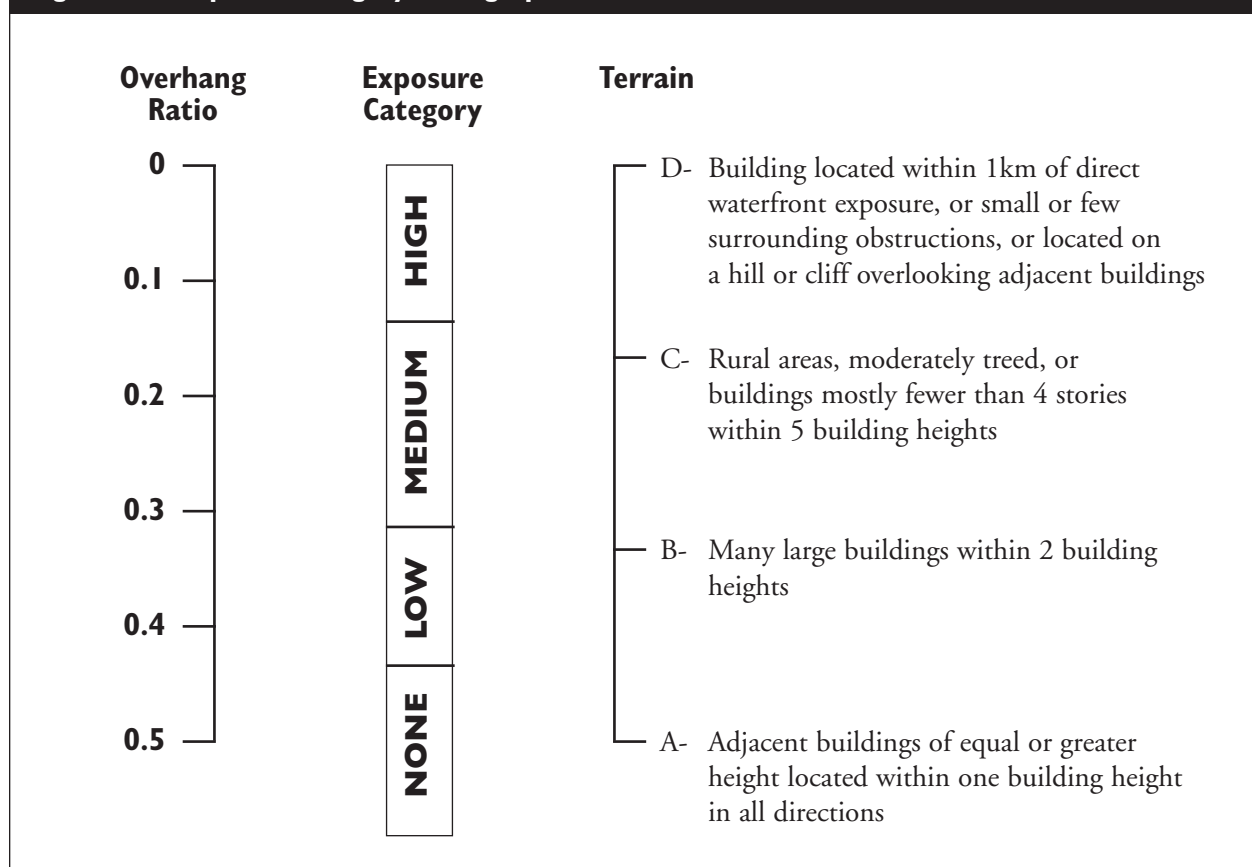 Overhang Ratio
Exposure Category
Terrain
0
0.1
0.2
0.3
0.4
0.5
HIGH
MEDIUM
LOW
NONE
D- Building located within 1km of direct
waterfront exposure, or small or few
surrounding obstructions, or located on
a hill or cliff overlooking adjacent buildings
C- Rural areas, moderately treed, or
buildings mostly fewer than 4 stories
within 5 building heights
B- Many large buildings within 2 building
heights
A- Adjacent buildings of equal or greater
height located within one building height
in all directions